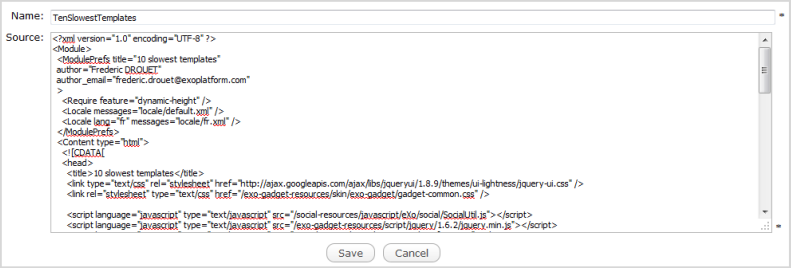 Name: TenSlowestTemplates
Source: <?xml version="1.0" encoding="UTF-8" ?>
<Module>
<ModulePrefs title="10 slowest templates"
author="Frederic DROUET"
author_email="frederic.drouet@exoplatform.com"
>
<Require feature="dynamic-height" />
<Locale messages="locale/default.xml" />
<Locale lang="fr" messages="locale/fr.xml" />
</ModulePrefs>
<Content type="html">
<![CDATA[
<head>
<title>10 slowest templates</title>
<link type="text/css" rel="stylesheet" href="http://ajax.googleapis.com/ajax/libs/jqueryui/1.8.9/themes/ui-lightness/jquery-ui.css" />
<link rel="stylesheet" type="text/css" href="/exo-gadget-resources/skin/exo-gadget/gadget-common.css" />
<script language="javascript" type="text/javascript" src="/social-resources/javascript/eXo/social/SocialUtil.js"></script>
<script language="javascript" type="text/javascript" src="/exo-gadget-resources/script/jquery/1.6.2/jquery.min.js"></script>
Save Cancel